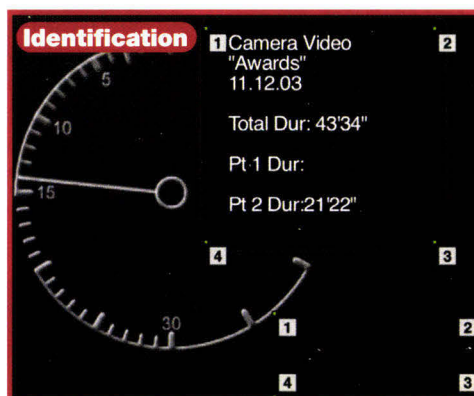 Identification
1 Camera Video 2
"Awards"
11.12.03
Total Dur: 43'34"
Pt 1 Dur:
Pt 2 Dur:21'22"
5
10
15
30
4 3
1 2
4 3